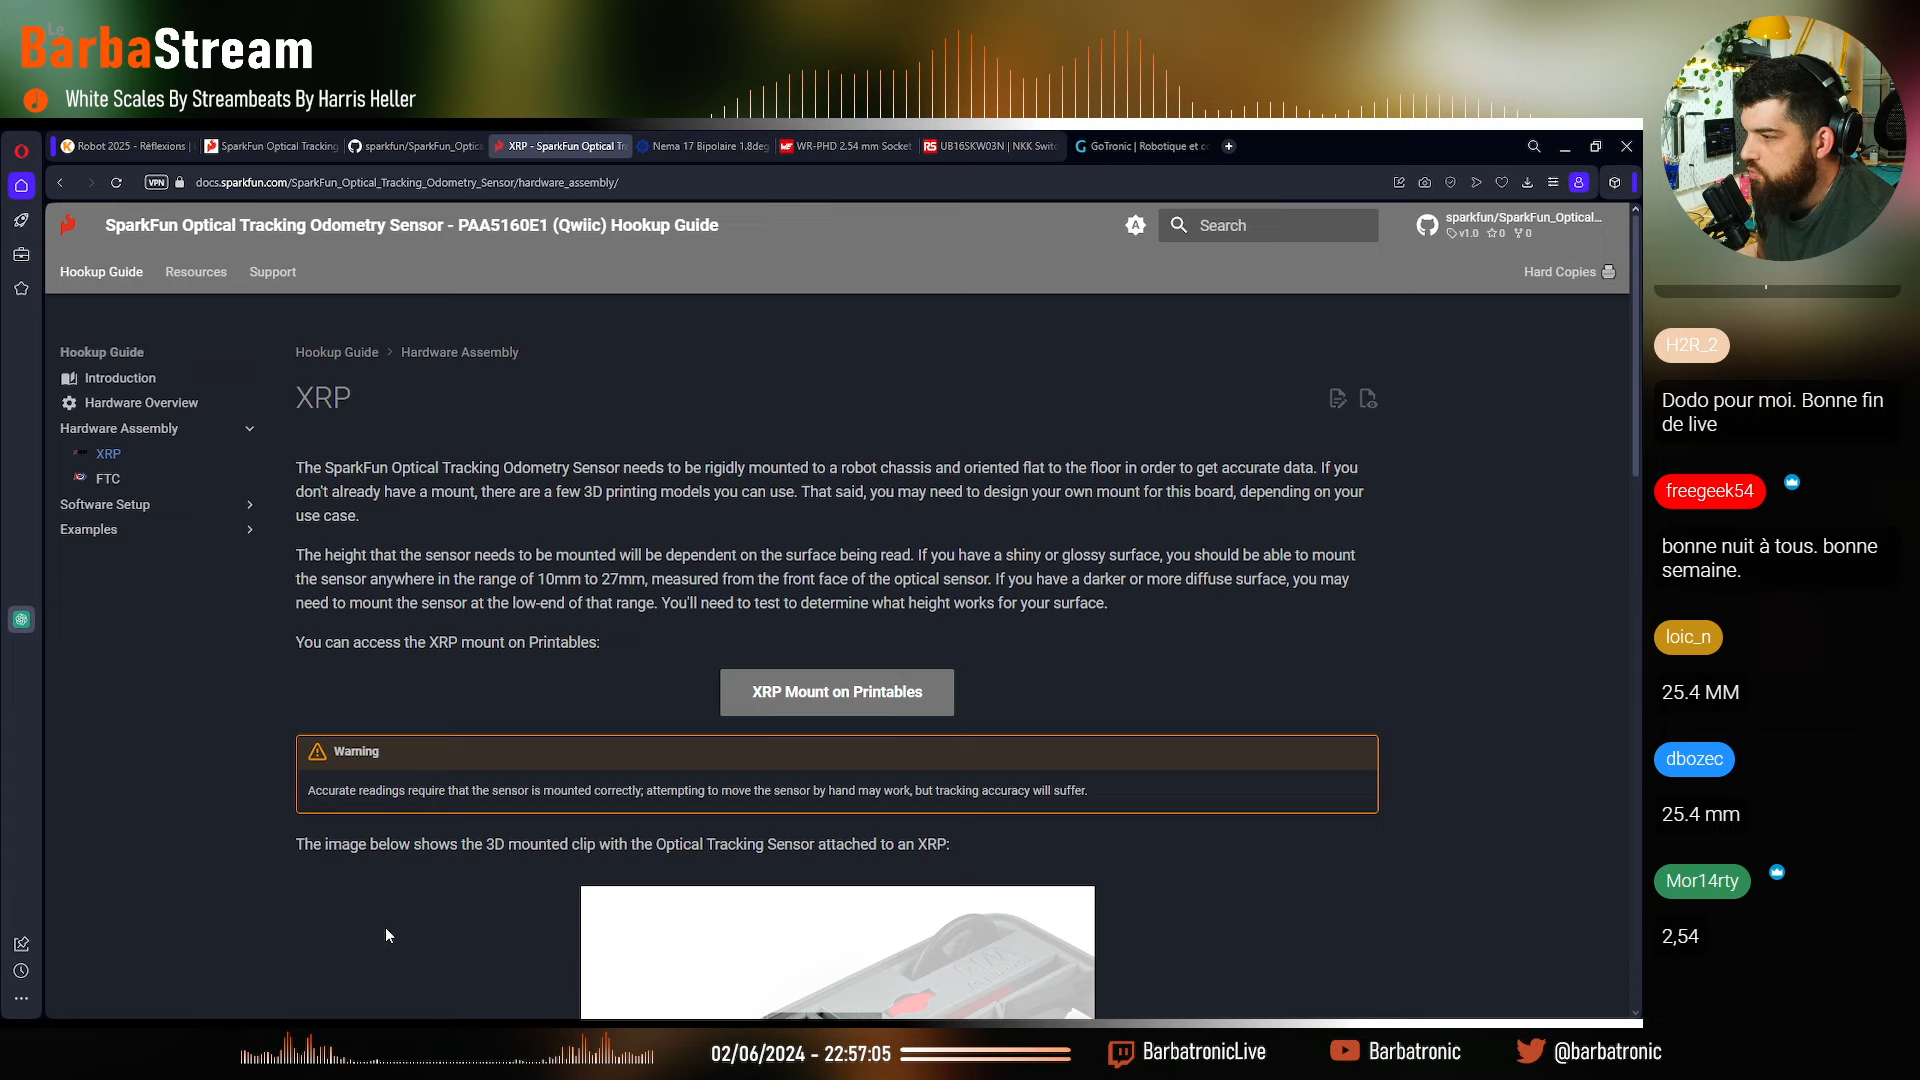 Le
BarbaStream
White Scales By Streambeats By Harris Heller
Robot 2025 - Réflexions
SparkFun Optical Tracking
sparkfun/SparkFun_Optica
XRP - SparkFun Optical Tr
Nema 17 Bipolaire 1.8deg
WR-PHD 2.54 mm Socket
UB16SKW03N | NKK Switc
GoTronic | Robotique et co
VPN
docs.sparkfun.com/SparkFun_Optical_Tracking_Odometry_Sensor/hardware_assembly/
SparkFun Optical Tracking Odometry Sensor - PAA5160E1 (Qwiic) Hookup Guide
Search
sparkfun/SparkFun_Optical...
v1.0 0 0
Hookup Guide
Resources
Support
Hard Copies
Hookup Guide
Introduction
Hardware Overview
Hardware Assembly
XRP
FTC
Software Setup
Examples
Hookup Guide > Hardware Assembly
XRP
The SparkFun Optical Tracking Odometry Sensor needs to be rigidly mounted to a robot chassis and oriented flat to the floor in order to get accurate data. If you
don't already have a mount, there are a few 3D printing models you can use. That said, you may need to design your own mount for this board, depending on your
use case.
The height that the sensor needs to be mounted will be dependent on the surface being read. If you have a shiny or glossy surface, you should be able to mount
the sensor anywhere in the range of 10mm to 27mm, measured from the front face of the optical sensor. If you have a darker or more diffuse surface, you may
need to mount the sensor at the low-end of that range. You'll need to test to determine what height works for your surface.
You can access the XRP mount on Printables:
XRP Mount on Printables
Warning
Accurate readings require that the sensor is mounted correctly; attempting to move the sensor by hand may work, but tracking accuracy will suffer.
The image below shows the 3D mounted clip with the Optical Tracking Sensor attached to an XRP:
H2R_2
Dodo pour moi. Bonne fin
de live
freegeek54
bonne nuit à tous. bonne
semaine.
loic_n
25.4 MM
dbozec
25.4 mm
Mor14rty
2,54
02/06/2024 - 22:57:05
BarbatronicLive
Barbatronic
@barbatronic